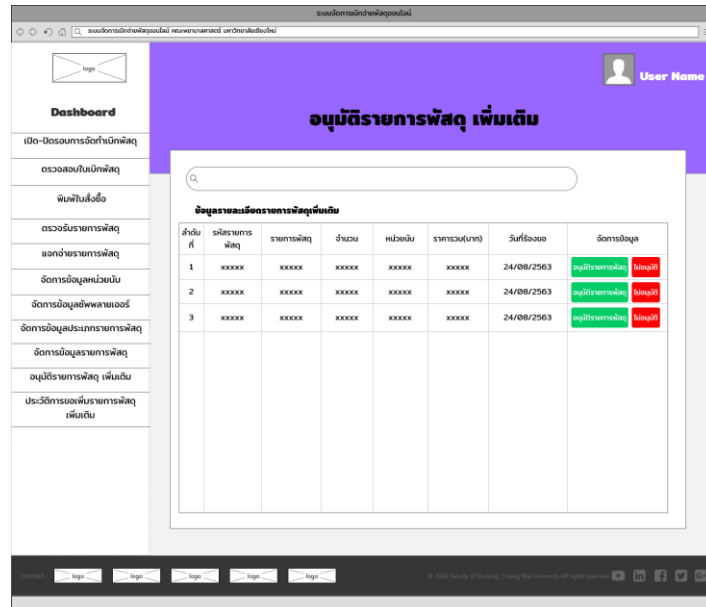 ระบบจัดการเบิกจ่ายพัสดุออนไลน์
ระบบจัดการเบิกจ่ายพัสดุออนไลน์ คณะพยาบาลศาสตร์ มหาวิทยาลัยเชียงใหม่
logo
User Name
Dashboard
อนุมัติรายการพัสดุ เพิ่มเติม
เปิด-ปิดรอบการจัดทำเบิกพัสดุ
ตรวจสอบใบเบิกพัสดุ
พิมพ์ใบสั่งซื้อ
ตรวจรับรายการพัสดุ
แจกจ่ายรายการพัสดุ
จัดการข้อมูลหน่วยนับ
จัดการข้อมูลซัพพลายเออร์
จัดการข้อมูลประเภทรายการพัสดุ
จัดการข้อมูลรายการพัสดุ
อนุมัติรายการพัสดุ เพิ่มเติม
ประวัติการขอเพิ่มรายการพัสดุ
เพิ่มเติม
ข้อมูลรายละเอียดรายการพัสดุเพิ่มเติม
ลำดับที่ รหัสรายการพัสดุ รายการพัสดุ จำนวน หน่วยนับ ราคารวม(บาท) วันที่ร้องขอ จัดการข้อมูล
1 xxxxx xxxxx xxxxx xxxxx xxxxx 24/08/2563 อนุมัติรายการพัสดุ ไม่อนุมัติ
2 xxxxx xxxxx xxxxx xxxxx xxxxx 24/08/2563 อนุมัติรายการพัสดุ ไม่อนุมัติ
3 xxxxx xxxxx xxxxx xxxxx xxxxx 24/08/2563 อนุมัติรายการพัสดุ ไม่อนุมัติ
contact : logo logo logo logo logo © 2020 Faculty of Nursing, Chiang Mai University All rights reserved